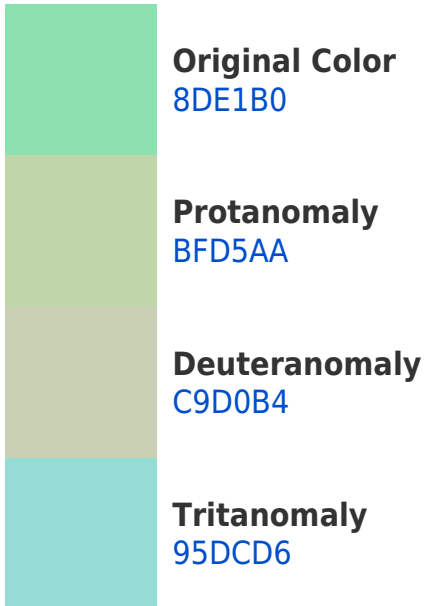 Original Color
8DE1B0
Protanomaly
BFD5AA
Deuteranomaly
C9D0B4
Tritanomaly
95DCD6